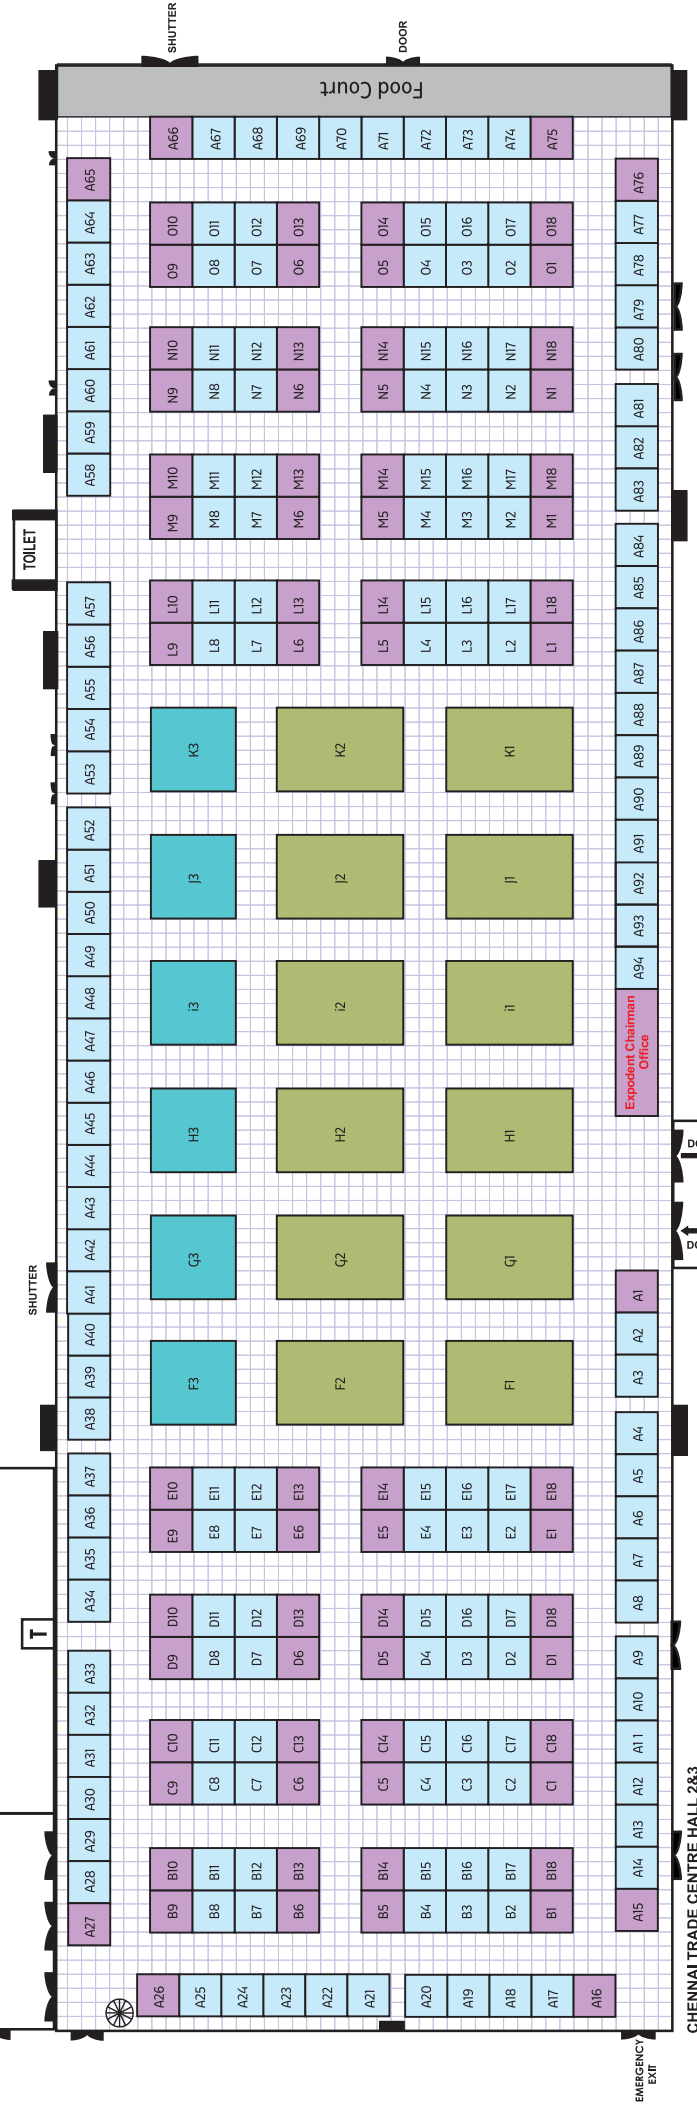 SHUTTER
DOOR
Food Court
A66 A67 A68 A69 A70 A71 A72 A73 A74 A75
A65 A64 A63 A62 A61 A60 A59 A58
TOILET
A57 A56 A55 A54 A53
A52 A51 A50 A49 A48 A47 A46 A45 A44 A43 A42 A41 A40 A39 A38
SHUTTER
A37 A36 A35 A34
T
A33 A32 A31 A30 A29 A28 A27
O10 O11 O12 O13 O14 O15 O16 O17 O18
O9 O8 O7 O6 O5 O4 O3 O2 O1
N10 N11 N12 N13 N14 N15 N16 N17 N18
N9 N8 N7 N6 N5 N4 N3 N2 N1
M10 M11 M12 M13 M14 M15 M16 M17 M18
M9 M8 M7 M6 M5 M4 M3 M2 M1
L10 L11 L12 L13 L14 L15 L16 L17 L18
L9 L8 L7 L6 L5 L4 L3 L2 L1
K3 K2 K1
J3 J2 J1
i3 i2 i1
H3 H2 H1
G3 G2 G1
F3 F2 F1
E10 E11 E12 E13 E14 E15 E16 E17 E18
E9 E8 E7 E6 E5 E4 E3 E2 E1
D10 D11 D12 D13 D14 D15 D16 D17 D18
D9 D8 D7 D6 D5 D4 D3 D2 D1
C10 C11 C12 C13 C14 C15 C16 C17 C18
C9 C8 C7 C6 C5 C4 C3 C2 C1
B10 B11 B12 B13 B14 B15 B16 B17 B18
B9 B8 B7 B6 B5 B4 B3 B2 B1
A76 A77 A78 A79 A80
A81 A82 A83
A84 A85 A86 A87 A88 A89 A90 A91 A92 A93 A94
Expodent Chairman
Office
A1 A2 A3
A4 A5 A6 A7 A8
A9 A10 A11 A12 A13 A14 A15
A26 A25 A24 A23 A22 A21 A20 A19 A18 A17 A16
EMERGENCY
EXIT
CHENNAI TRADE CENTRE HALL 2&3